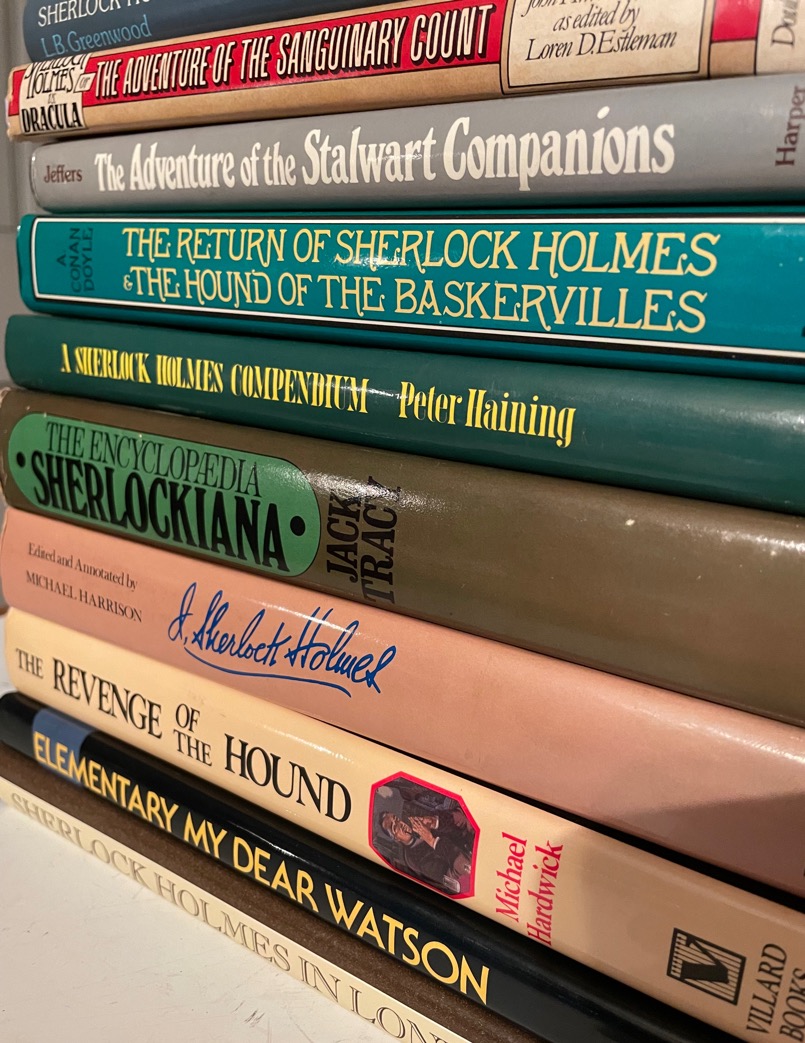 SHERLOCK
L.B. Greenwood
SHERLOCK
HOLMES
VS.
DRACULA
THE ADVENTURE OF THE SANGUINARY COUNT
as edited by
Loren D. Estleman
Jeffers
The Adventure of the Stalwart Companions
Harper
A.
CONAN
DOYLE
THE RETURN OF SHERLOCK HOLMES
&THE HOUND OF THE BASKERVILLES
A SHERLOCK HOLMES COMPENDIUM Peter Haining
THE ENCYCLOPÆDIA
SHERLOCKIANA
JACK
TRACY
Edited and Annotated by
MICHAEL HARRISON
I, Sherlock Holmes
THE REVENGE OF THE HOUND
Michael
Hardwick
VILLARD
BOOKS
ELEMENTARY MY DEAR WATSON
SHERLOCK HOLMES IN LON